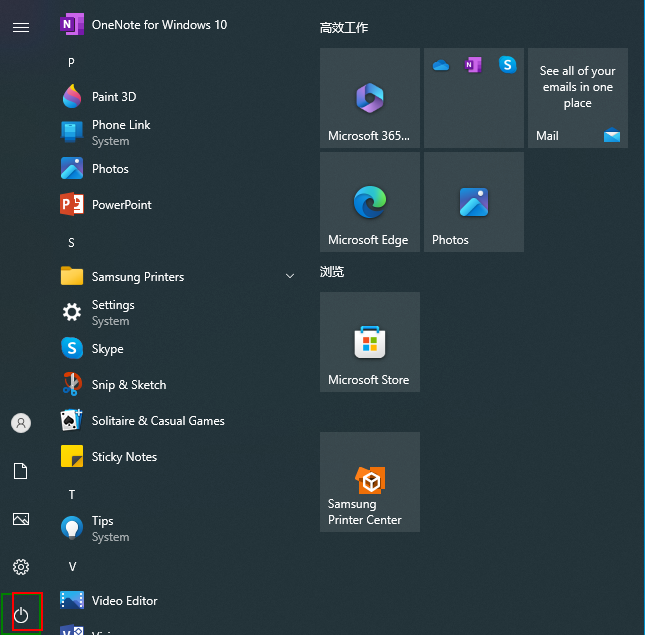 OneNote for Windows 10
P
Paint 3D
Phone Link
System
Photos
PowerPoint
S
Samsung Printers
Settings
System
Skype
Snip & Sketch
Solitaire & Casual Games
Sticky Notes
T
Tips
System
V
Video Editor
高效工作
Microsoft 365...
See all of your
emails in one
place
Mail
Microsoft Edge
Photos
浏览
Microsoft Store
Samsung
Printer Center